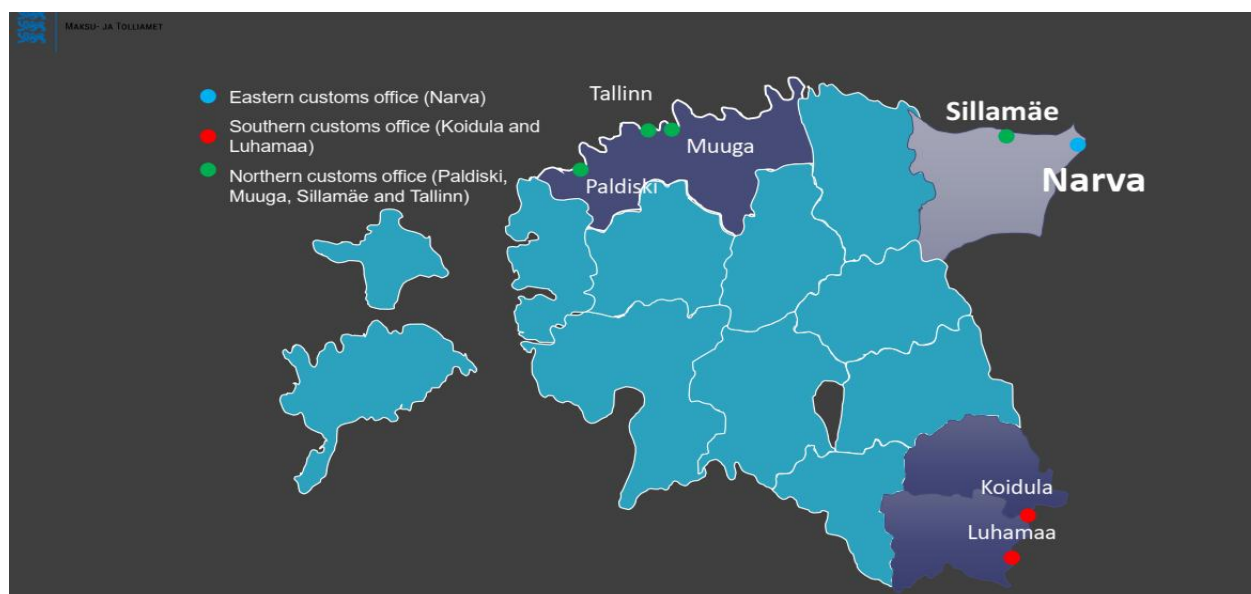 MAKSU- JA TOLLIAMET
Eastern customs office (Narva)
Southern customs office (Koidula and
Luhamaa)
Northern customs office (Paldiski,
Muuga, Sillamäe and Tallinn)
Tallinn
Muuga
Paldiski
Sillamäe
Narva
Koidula
Luhamaa